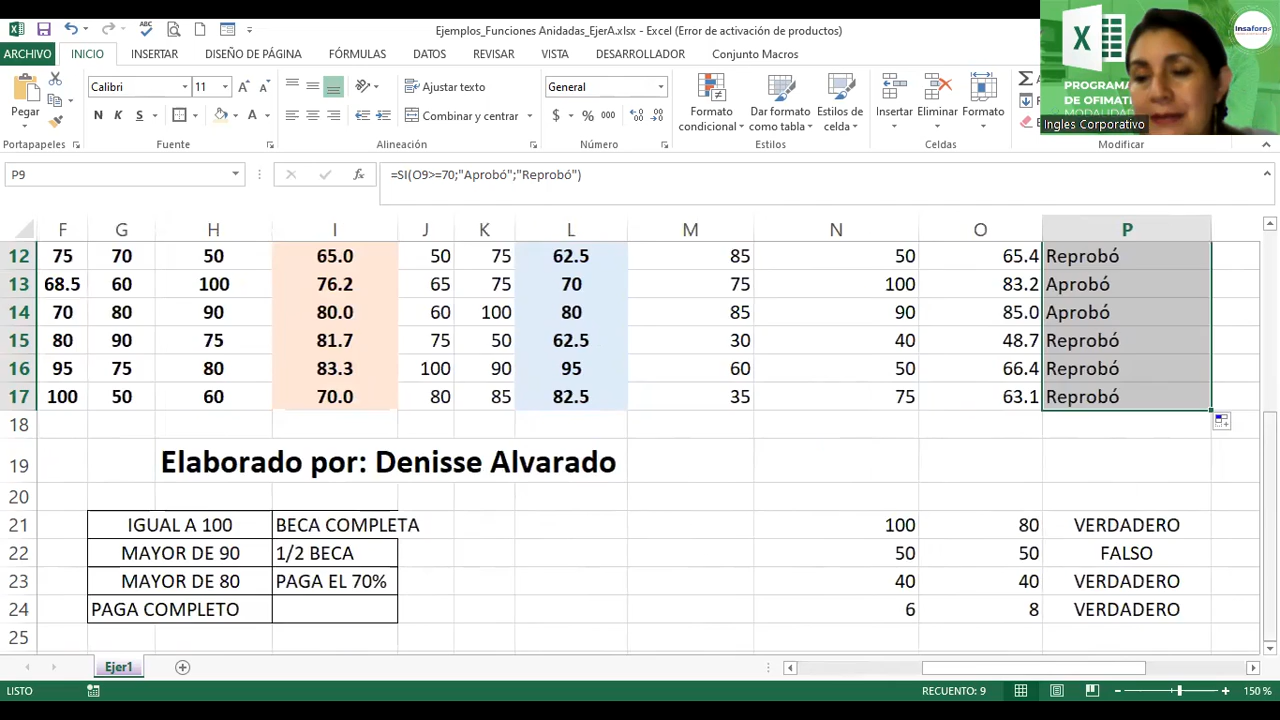 Ejemplos_Funciones Anidadas_EjerA.xlsx - Excel (Error de activación de productos)
ARCHIVO INICIO INSERTAR DISEÑO DE PÁGINA FÓRMULAS DATOS REVISAR VISTA DESARROLLADOR Conjunto Macros
Pegar
Portapapeles
Calibri 11
N K S
Fuente
Ajustar texto
Combinar y centrar
Alineación
General
$ % 000
Número
Formato condicional
Dar formato como tabla
Estilos de celda
Estilos
Insertar Eliminar Formato
Celdas
Modificar
PROGRAMA
DE OFIMATI
MODALIDAD
insaforp
Ingles Corporativo
P9 =SI(O9>=70;"Aprobó";"Reprobó")
F G H I J K L M N O P
12 75 70 50 65.0 50 75 62.5 85 50 65.4 Reprobó
13 68.5 60 100 76.2 65 75 70 75 100 83.2 Aprobó
14 70 80 90 80.0 60 100 80 85 90 85.0 Aprobó
15 80 90 75 81.7 75 50 62.5 30 40 48.7 Reprobó
16 95 75 80 83.3 100 90 95 60 50 66.4 Reprobó
17 100 50 60 70.0 80 85 82.5 35 75 63.1 Reprobó
18
19 Elaborado por: Denisse Alvarado
20
21 IGUAL A 100 BECA COMPLETA 100 80 VERDADERO
22 MAYOR DE 90 1/2 BECA 50 50 FALSO
23 MAYOR DE 80 PAGA EL 70% 40 40 VERDADERO
24 PAGA COMPLETO 6 8 VERDADERO
25
Ejer1
LISTO RECUENTO: 9 150 %